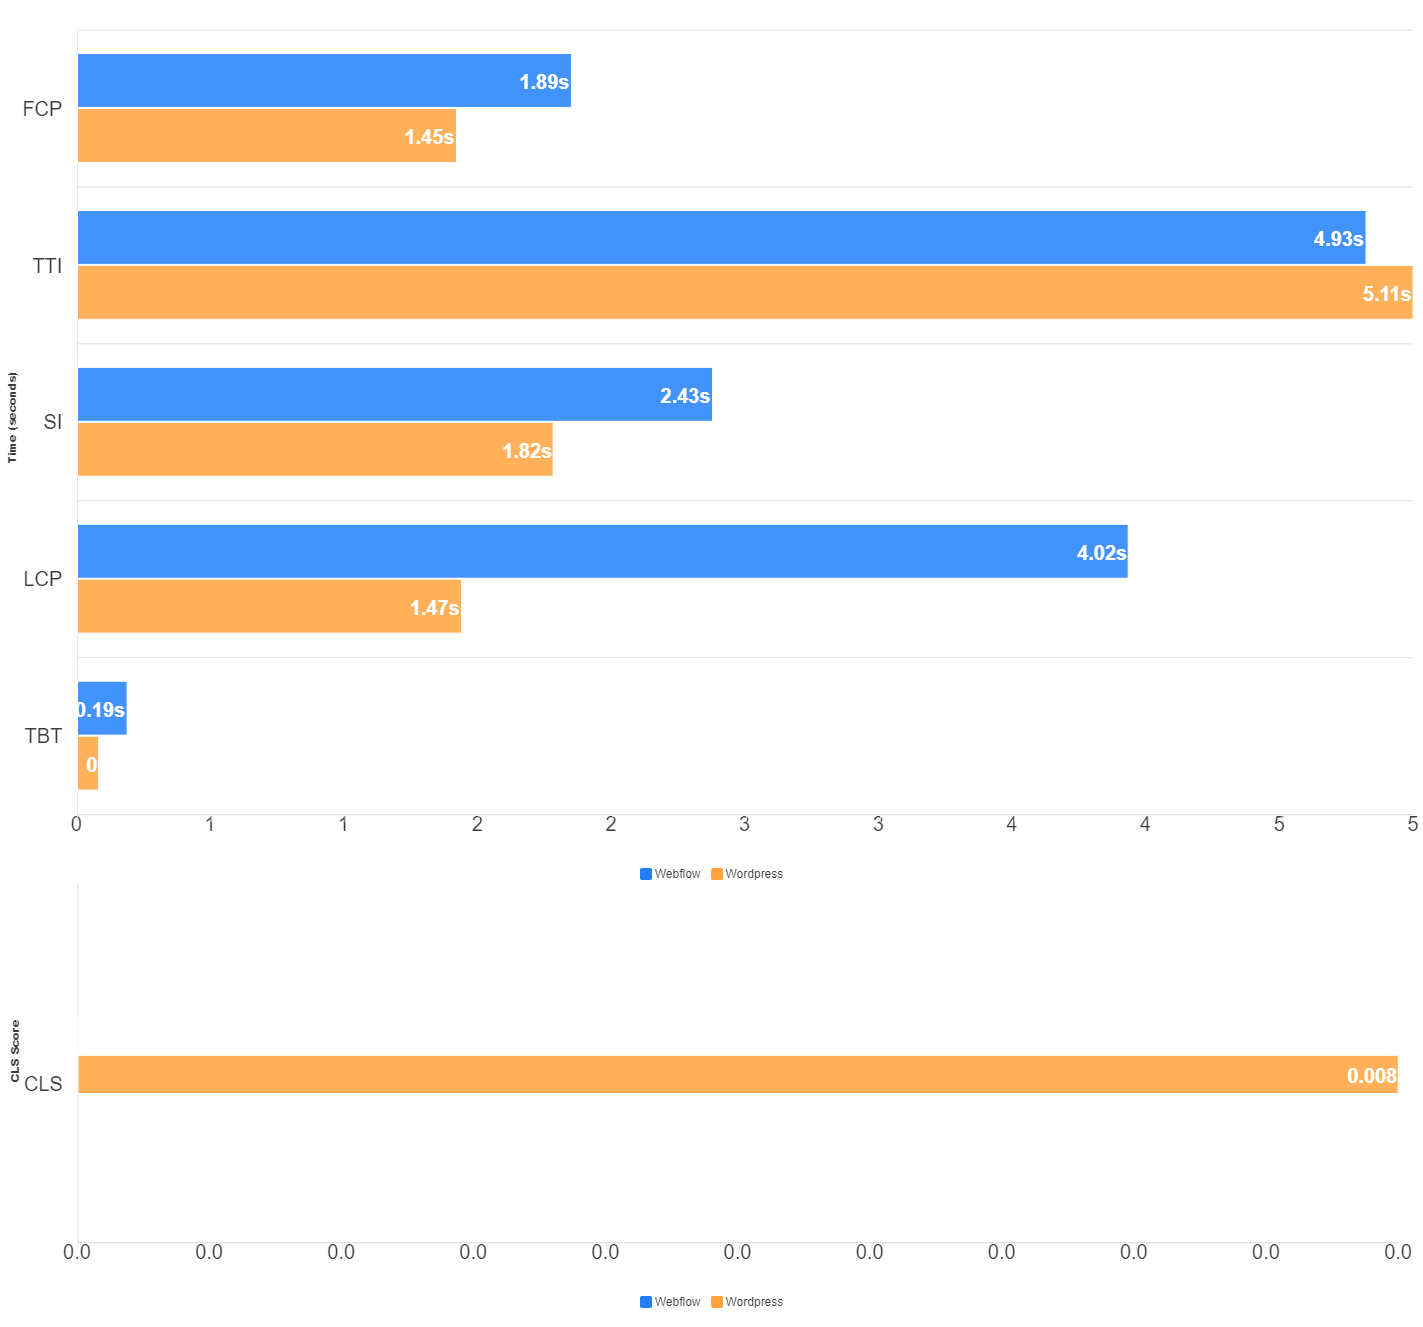 FCP
1.89s
1.45s
TTI
4.93s
5.11s
Time (seconds)
SI
2.43s
1.82s
LCP
4.02s
1.47s
TBT
0.19s
0
0 1 1 2 2 3 3 4 4 5 5
Webflow Wordpress
CLS Score
CLS
0.008
0.0 0.0 0.0 0.0 0.0 0.0 0.0 0.0 0.0 0.0 0.0
Webflow Wordpress